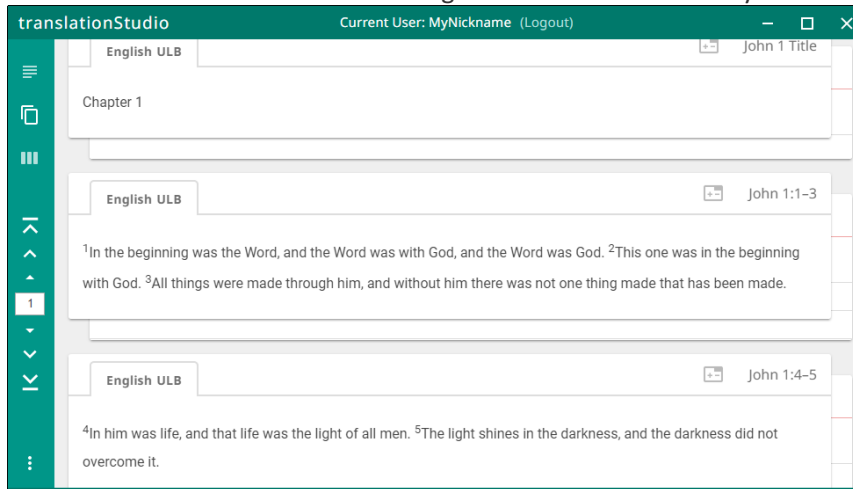 translationStudio Current User: MyNickname (Logout)
English ULB John 1 Title
Chapter 1
English ULB John 1:1–3
1In the beginning was the Word, and the Word was with God, and the Word was God. 2This one was in the beginning
with God. 3All things were made through him, and without him there was not one thing made that has been made.
1
English ULB John 1:4–5
4In him was life, and that life was the light of all men. 5The light shines in the darkness, and the darkness did not
overcome it.